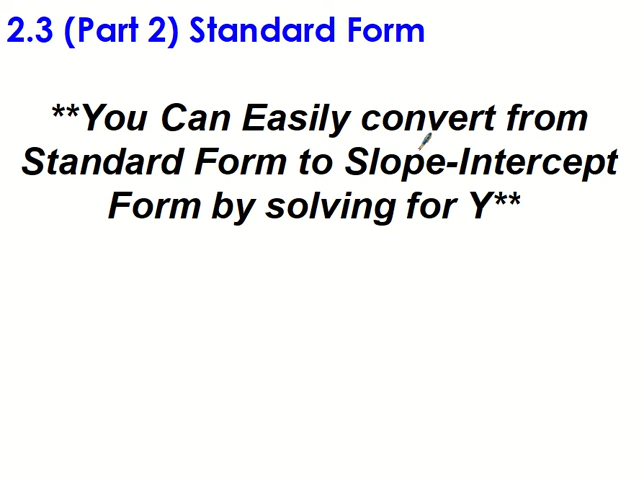 2.3 (Part 2) Standard Form
**You Can Easily convert from
Standard Form to Slope-Intercept
Form by solving for Y**